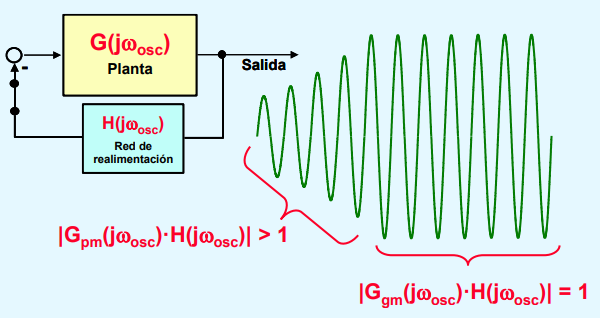 G(jωosc)
Planta
-
Salida
H(jωosc)
Red de
realimentación
|Gpm(jωosc)·H(jωosc)| > 1
|Ggm(jωosc)·H(jωosc)| = 1